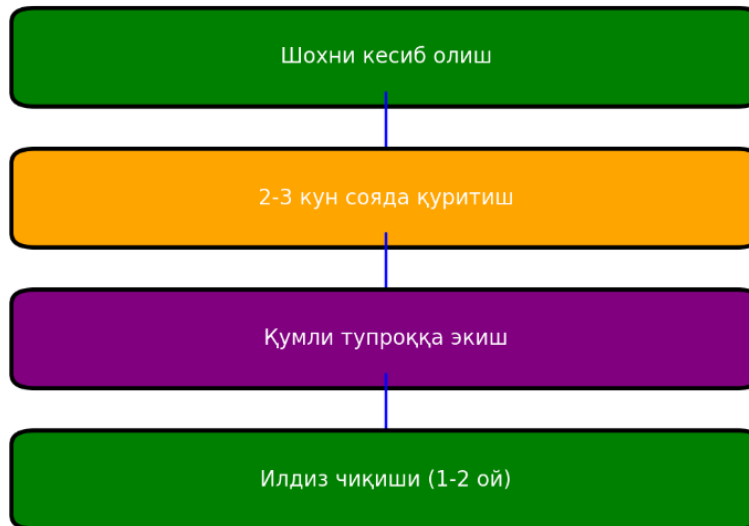 Шохни кесиб олиш
2-3 кун сояда қуритиш
Қумли тупроққа экиш
Илдиз чиқиши (1-2 ой)